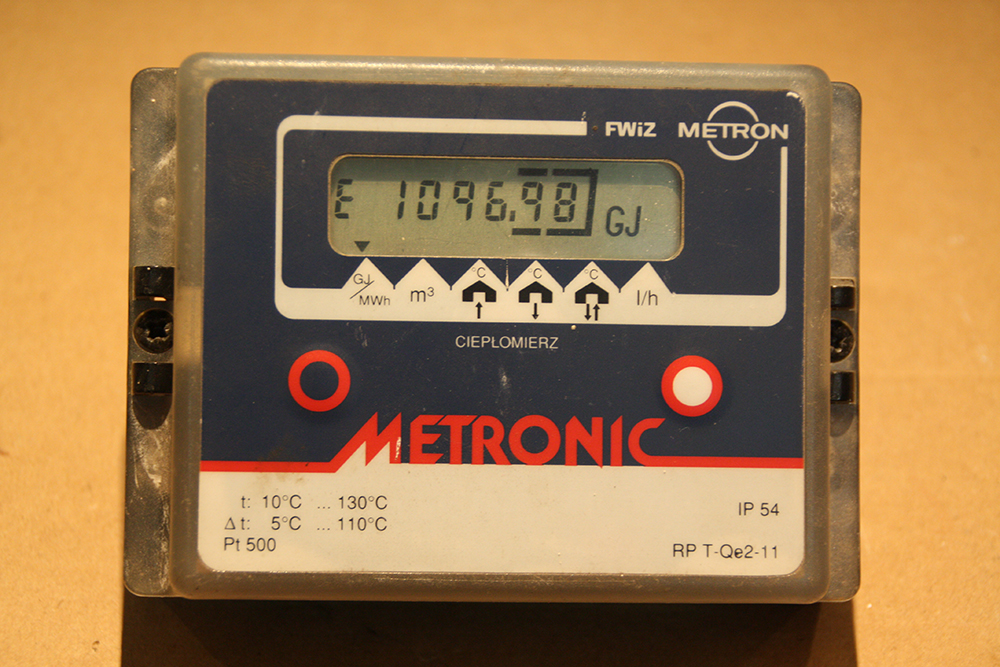 FWiZ METRON
E 1096.98 GJ
GJ/MWh m³ °C °C °C l/h
CIEPŁOMIERZ
METRONIC
t: 10°C ... 130°C
Δt: 5°C ... 110°C
Pt 500
IP 54
RP T-Qe2-11